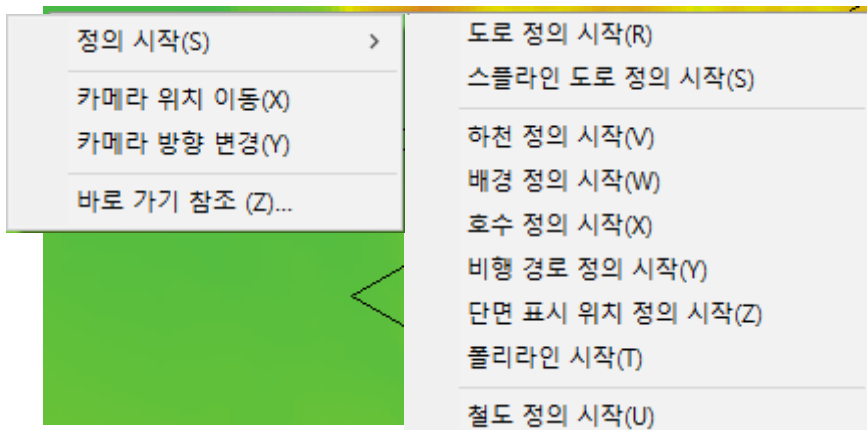 정의 시작(S)
카메라 위치 이동(X)
카메라 방향 변경(Y)
바로 가기 참조 (Z)...
도로 정의 시작(R)
스플라인 도로 정의 시작(S)
하천 정의 시작(V)
배경 정의 시작(W)
호수 정의 시작(X)
비행 경로 정의 시작(Y)
단면 표시 위치 정의 시작(Z)
폴리라인 시작(T)
철도 정의 시작(U)